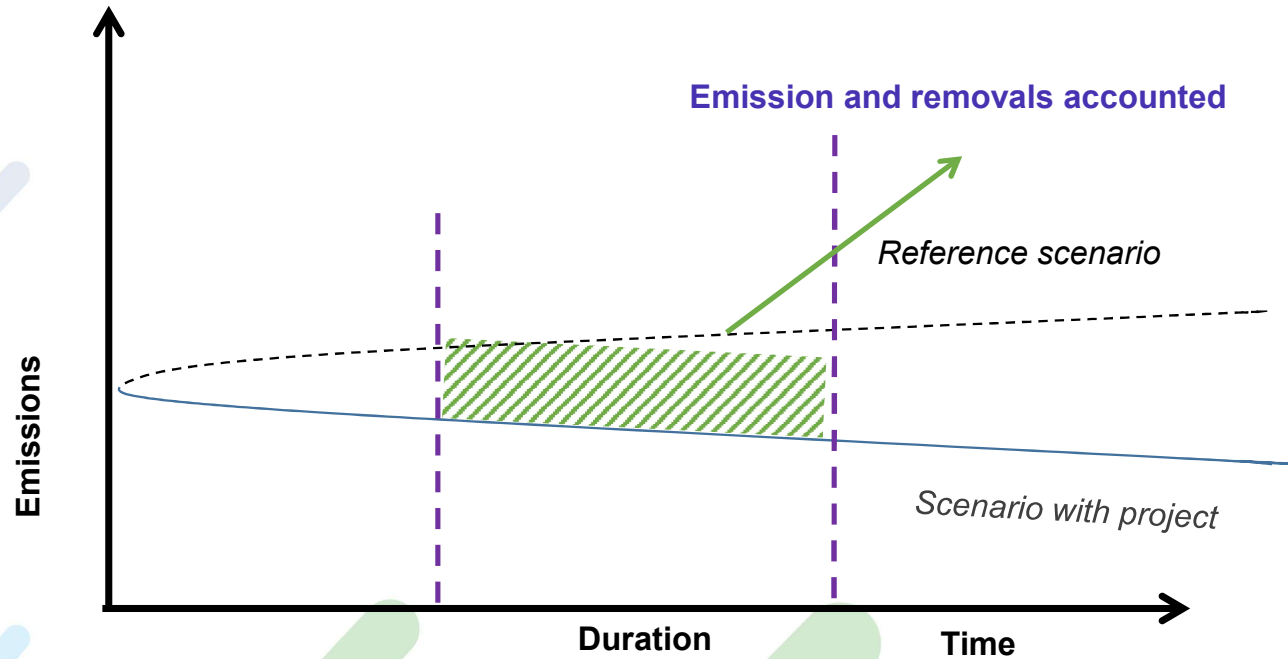 Emission and removals accounted
Reference scenario
Emissions
Scenario with project
Duration
Time